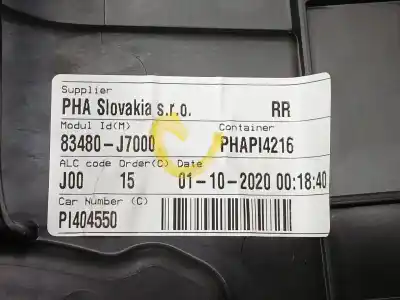 Supplier
PHA Slovakia s.r.o. RR
Modul Id(M) Container
83480-J7000 PHAPI4216
ALC code Order(C) Date
J00 15 01-10-2020 00:18:40
Car Number (C)
PI404550